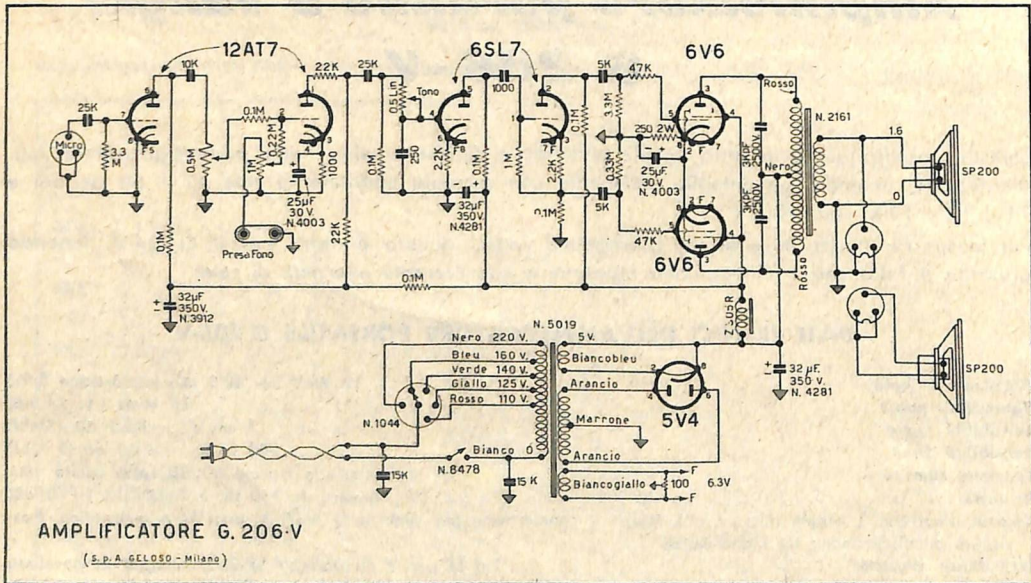 12AT7
6SL7
6V6
10K
22K
25K
5K
47K
Rosso
25K
Micro
3.3 M
0.5M
0.1M
0.22M
1000
25µF 30V. N.4003
Presa Fono
0.5 Lin
Tono
250
2.2K
1000
0.1M
1M
32µF 350V. N.4281
2.2K
0.1M
0.1M
3.3M
0.33M
5K
47K
250 2W
25µF. 30V. N.4003
6V6
Nero
Rosso
N. 2161
1.6
0
SP200
SP200
0.1M
22K
32µF 350V. N.3912
32 µF. 350 V. N. 4281
N. 5019
Nero 220 V.
Bleu 160 V.
Verde 140 V.
Giallo 125 V.
Rosso 110 V.
N.1044
5V.
Biancobleu
Arancio
Marrone
Arancio
Biancogiallo
100
6.3V
F
F
5V4
Bianco 0
N.8478
15K
15 K
AMPLIFICATORE G. 206-V
(S.p.A. GELOSO - Milano)